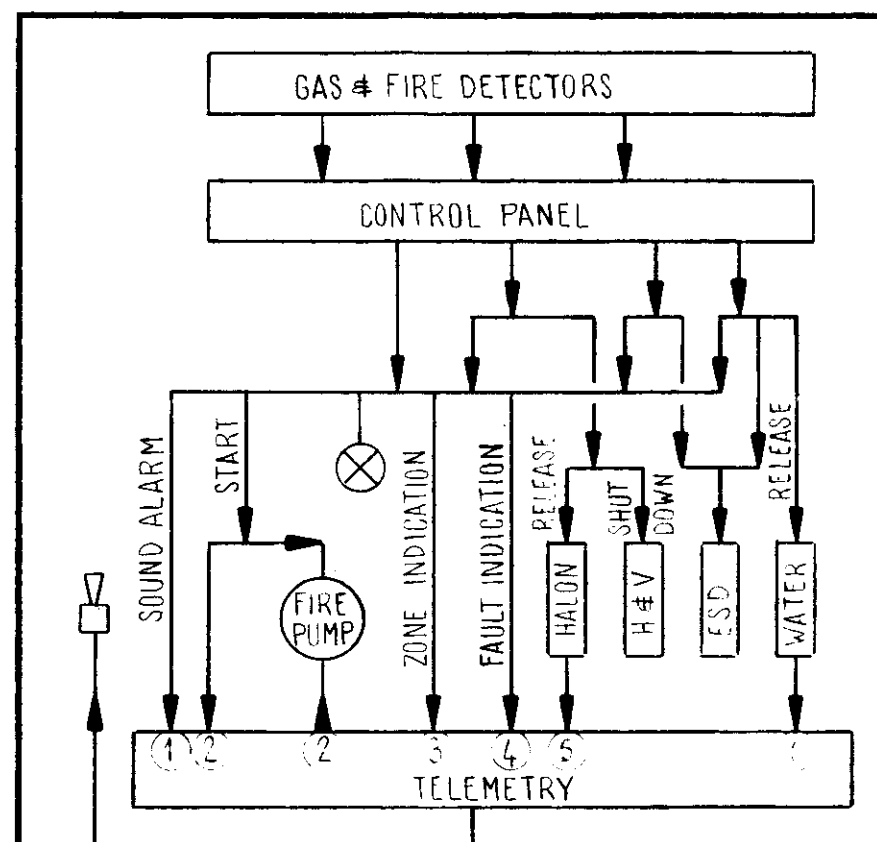 GAS & FIRE DETECTORS
CONTROL PANEL
SOUND ALARM
START
ZONE INDICATION
FAULT INDICATION
RELEASE
SHUT
DOWN
RELEASE
FIRE
PUMP
HALON
H & V
ESD
WATER
1
2
2
3
4
5
TELEMETRY